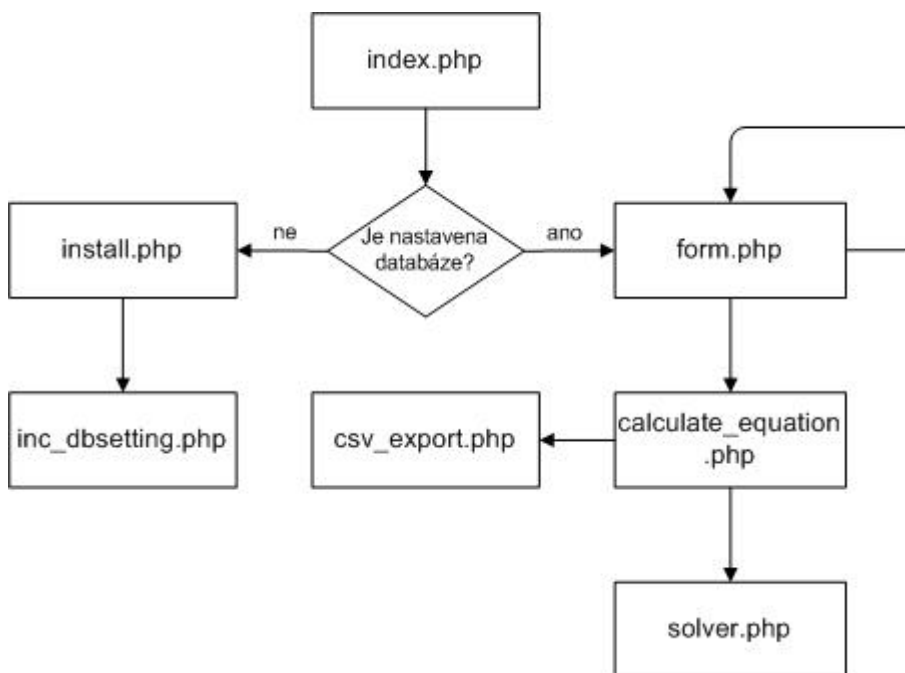 index.php
install.php
ne
Je nastavena
databáze?
ano
form.php
inc_dbsetting.php
csv_export.php
calculate_equation
.php
solver.php